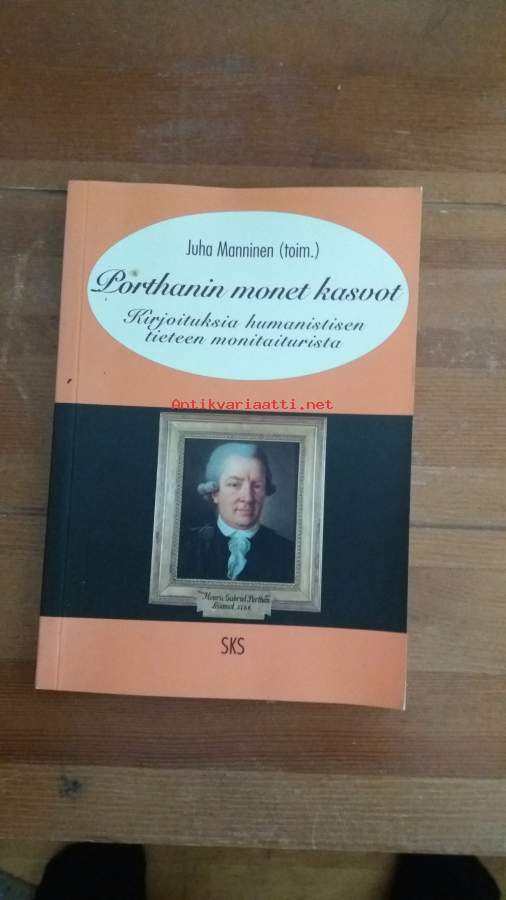 Juha Manninen (toim.)
Porthanin monet kasvot
Kirjoituksia humanistisen
tieteen monitaiturista
Antikvariaatti.net
Henric Gabriel Porthan
SKS